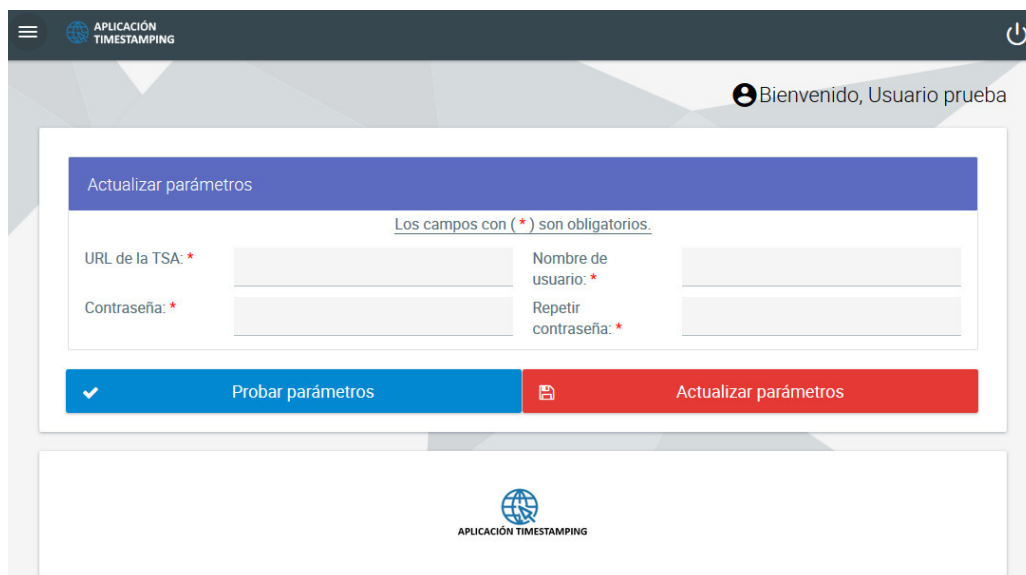 APLICACIÓN
TIMESTAMPING
Bienvenido, Usuario prueba
Actualizar parámetros
Los campos con ( * ) son obligatorios.
URL de la TSA: *
Nombre de
usuario: *
Contraseña: *
Repetir
contraseña: *
Probar parámetros
Actualizar parámetros
APLICACIÓN TIMESTAMPING